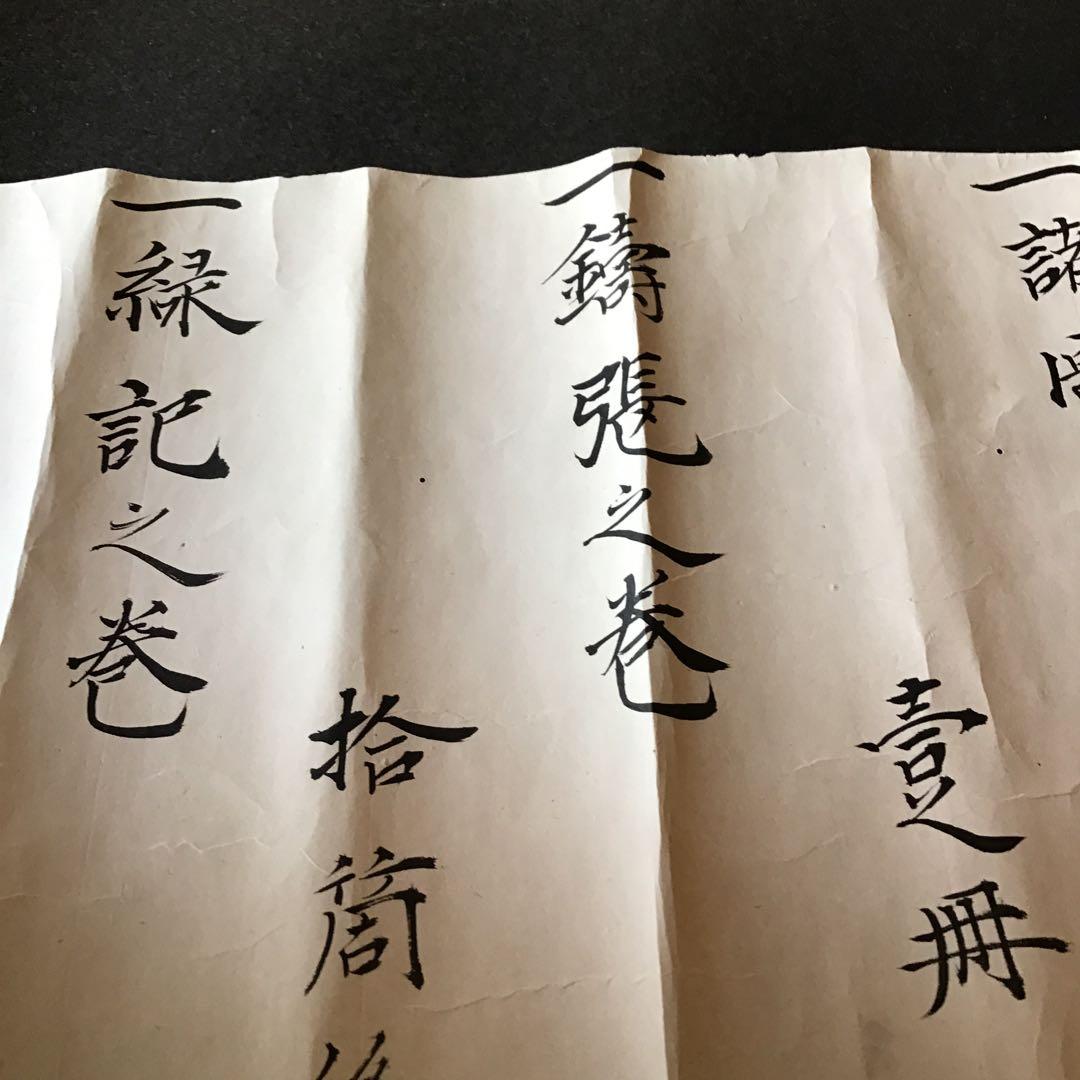 一諸
壹冊
一鑄張之巻
拾箇
一緑記之巻